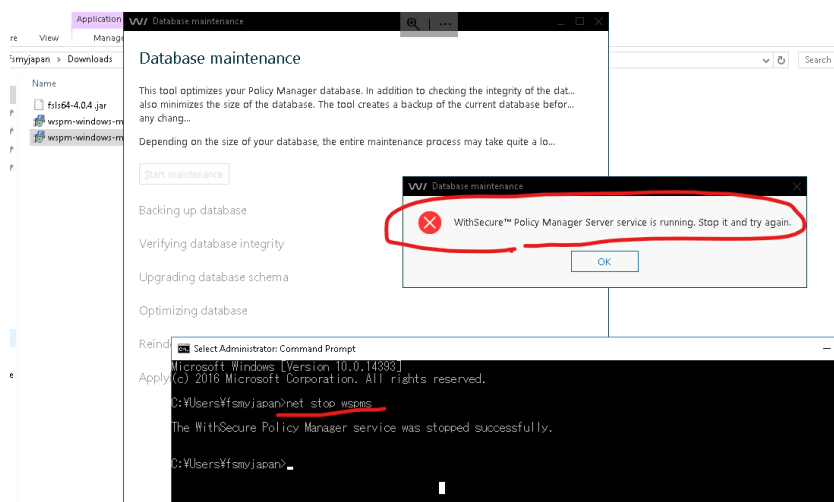 Application
Database maintenance
View
Manage
fsmyjapan > Downloads
Search
Name
fsls64-4.0.4 .jar
wspm-windows-m
wspm-windows-m
Database maintenance
This tool optimizes your Policy Manager database. In addition to checking the integrity of the dat...
also minimizes the size of the database. The tool creates a backup of the current database befor...
any chang...
Depending on the size of your database, the entire maintenance process may take quite a lo...
Start maintenance
Backing up database
Verifying database integrity
Upgrading database schema
Optimizing database
Reind
Apply
Database maintenance
WithSecure™ Policy Manager Server service is running. Stop it and try again.
OK
Select Administrator: Command Prompt
Microsoft Windows [Version 10.0.14393]
(c) 2016 Microsoft Corporation. All rights reserved.
C:¥Users¥fsmyjapan>net stop wspms
The WithSecure Policy Manager service was stopped successfully.
C:¥Users¥fsmyjapan>